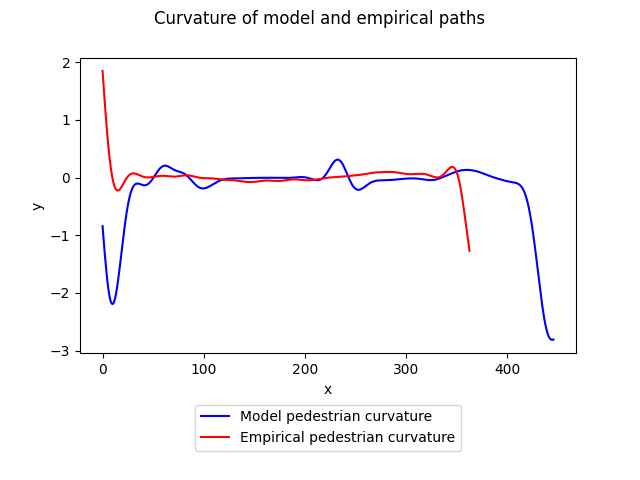 Curvature of model and empirical paths
2
1
0
−1
−2
−3
y
0 100 200 300 400
x
Model pedestrian curvature
Empirical pedestrian curvature